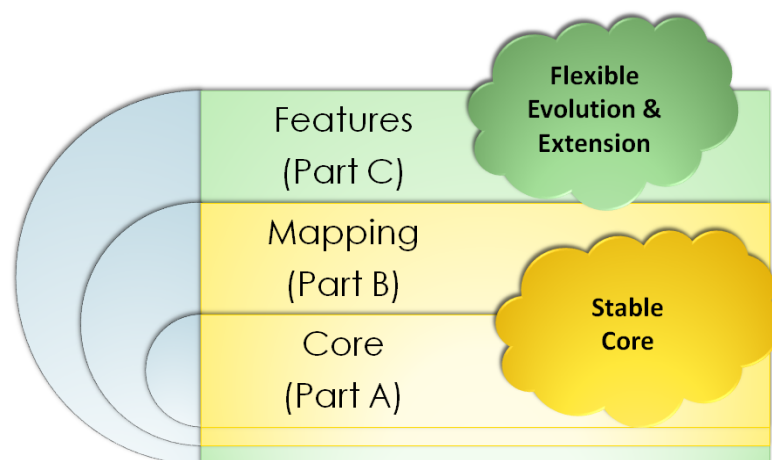 Flexible
Evolution &
Extension
Features
(Part C)
Mapping
(Part B)
Stable
Core
Core
(Part A)